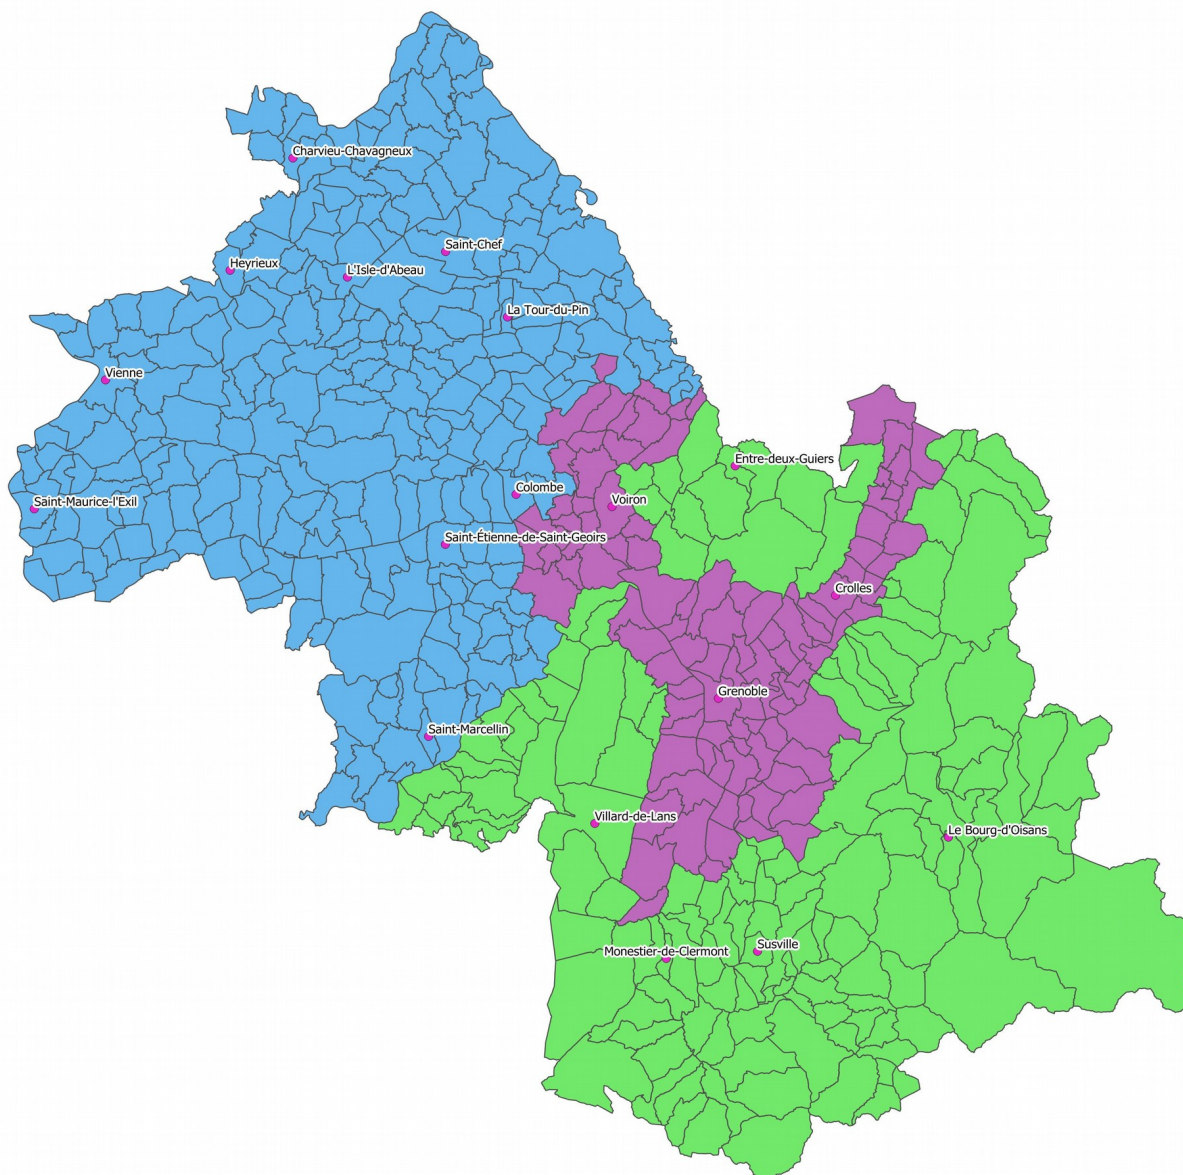 Charvieu-Chavagneux
Saint-Chef
Heyrieux
L'Isle-d'Abeau
La Tour-du-Pin
Vienne
Entre-deux-Guiers
Colombe
Saint-Maurice-l'Exil
Voiron
Saint-Étienne-de-Saint-Geoirs
Crolles
Grenoble
Saint-Marcellin
Villard-de-Lans
Le Bourg-d'Oisans
Susville
Monestier-de-Clermont